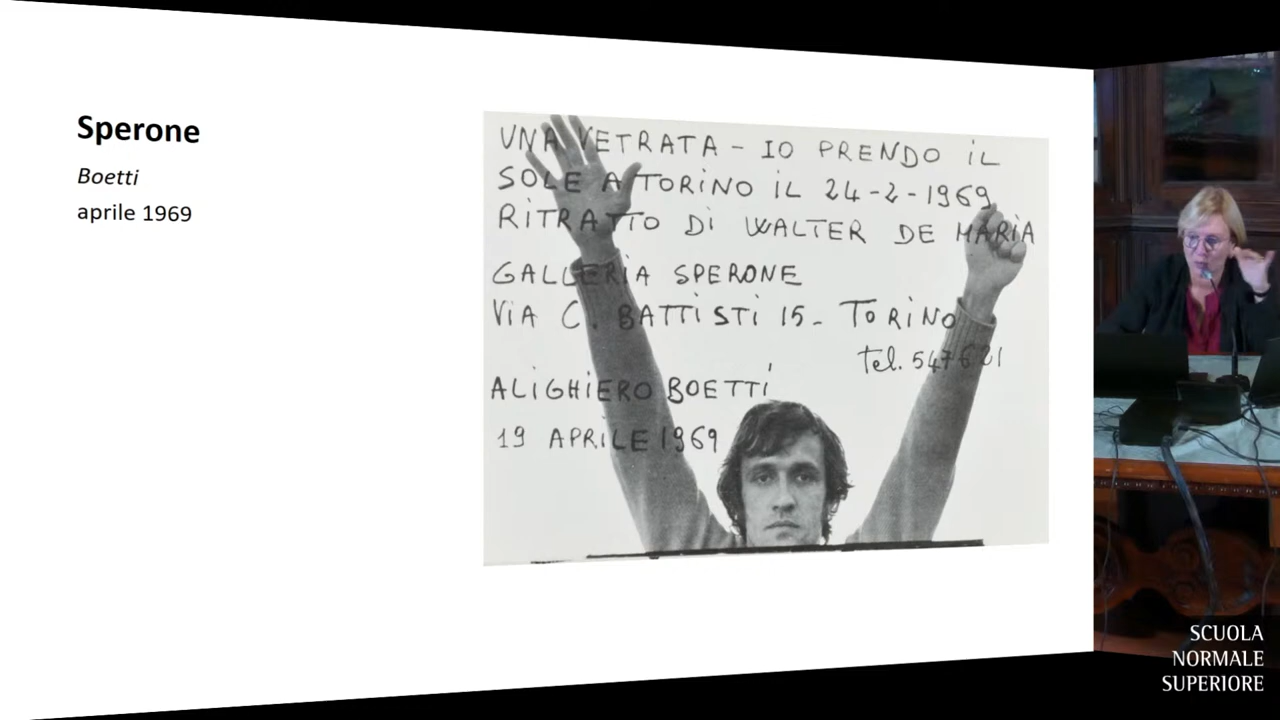 Sperone
Boetti
aprile 1969
UNA VETRATA - IO PRENDO IL
SOLE A TORINO IL 24-2-1969
RITRATTO DI WALTER DE MARIA
GALLERIA SPERONE
VIA C. BATTISTI 15- TORINO
tel. 547621
ALIGHIERO BOETTI
19 APRILE 1969
SCUOLA
NORMALE
SUPERIORE